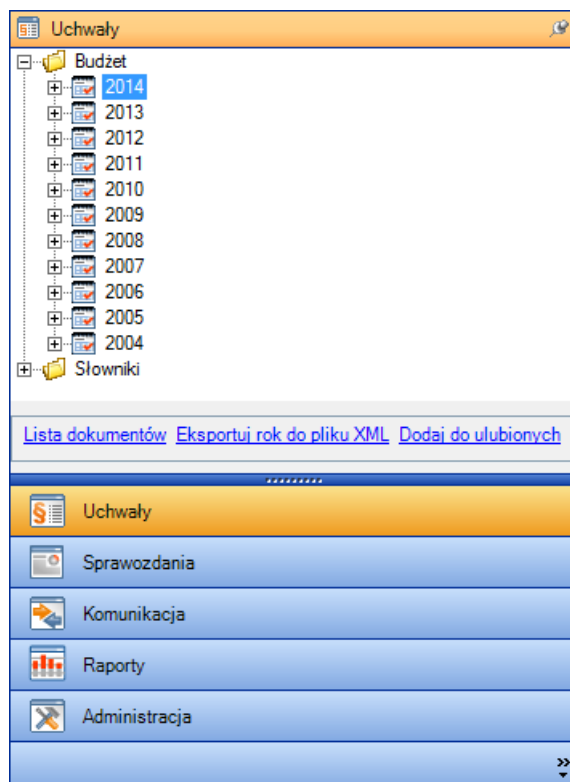 Uchwały
Budżet
2014
2013
2012
2011
2010
2009
2008
2007
2006
2005
2004
Słowniki
Lista dokumentów Eksportuj rok do pliku XML Dodaj do ulubionych
Uchwały
Sprawozdania
Komunikacja
Raporty
Administracja